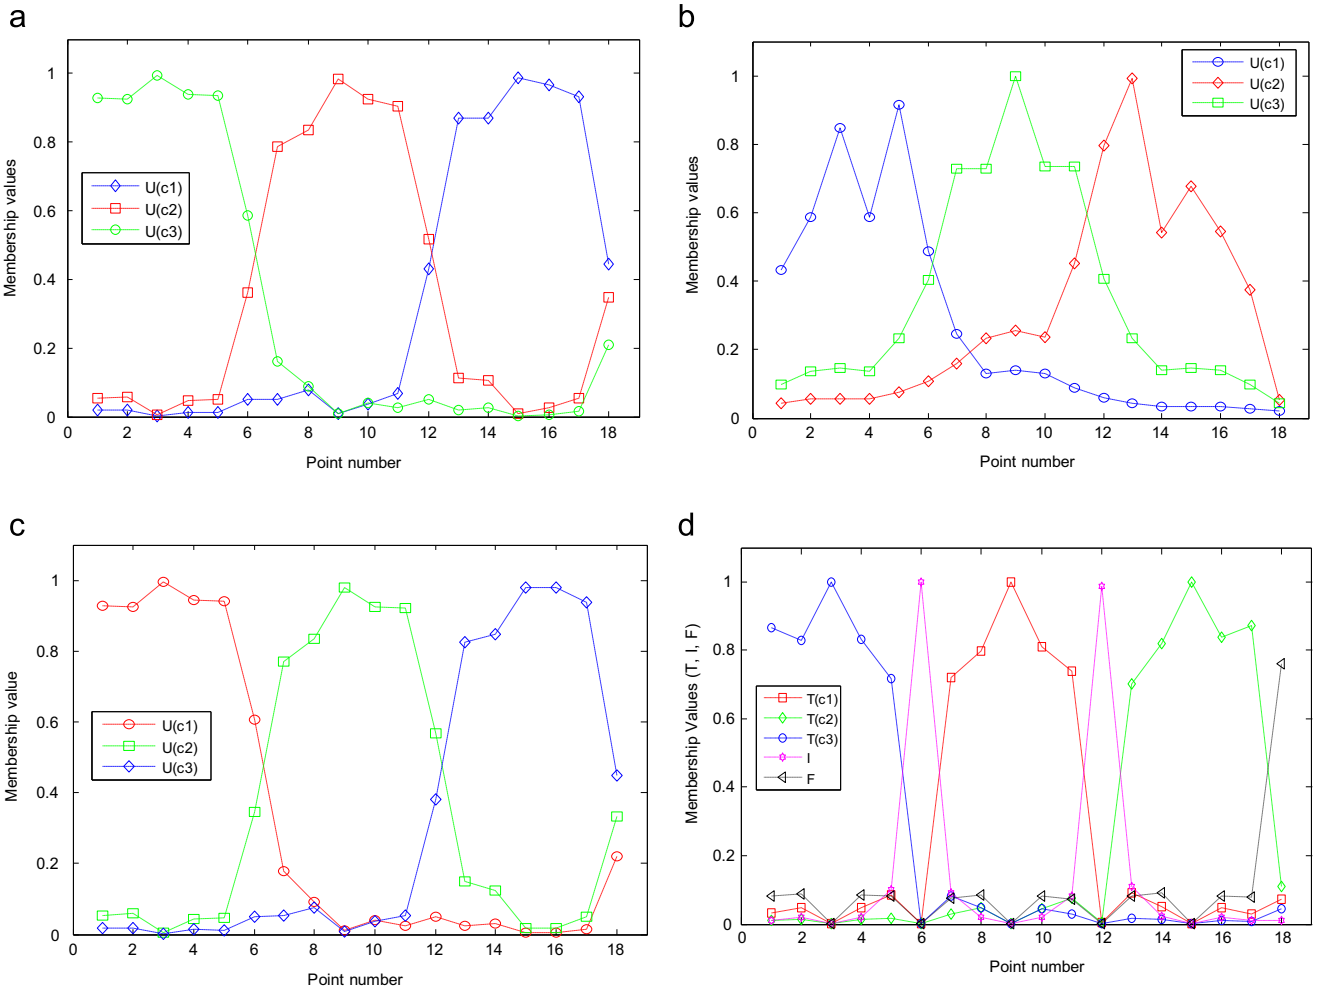 a
Membership values
1
0.8
0.6
0.4
0.2
0
0 2 4 6 8 10 12 14 16 18
Point number
U(c1)
U(c2)
U(c3)
b
Membership values
1
0.8
0.6
0.4
0.2
0
0 2 4 6 8 10 12 14 16 18
Point number
U(c1)
U(c2)
U(c3)
c
Membership value
1
0.8
0.6
0.4
0.2
0
0 2 4 6 8 10 12 14 16 18
Point number
U(c1)
U(c2)
U(c3)
d
Membership Values (T, I, F)
1
0.8
0.6
0.4
0.2
0
0 2 4 6 8 10 12 14 16 18
Point number
T(c1)
T(c2)
T(c3)
I
F